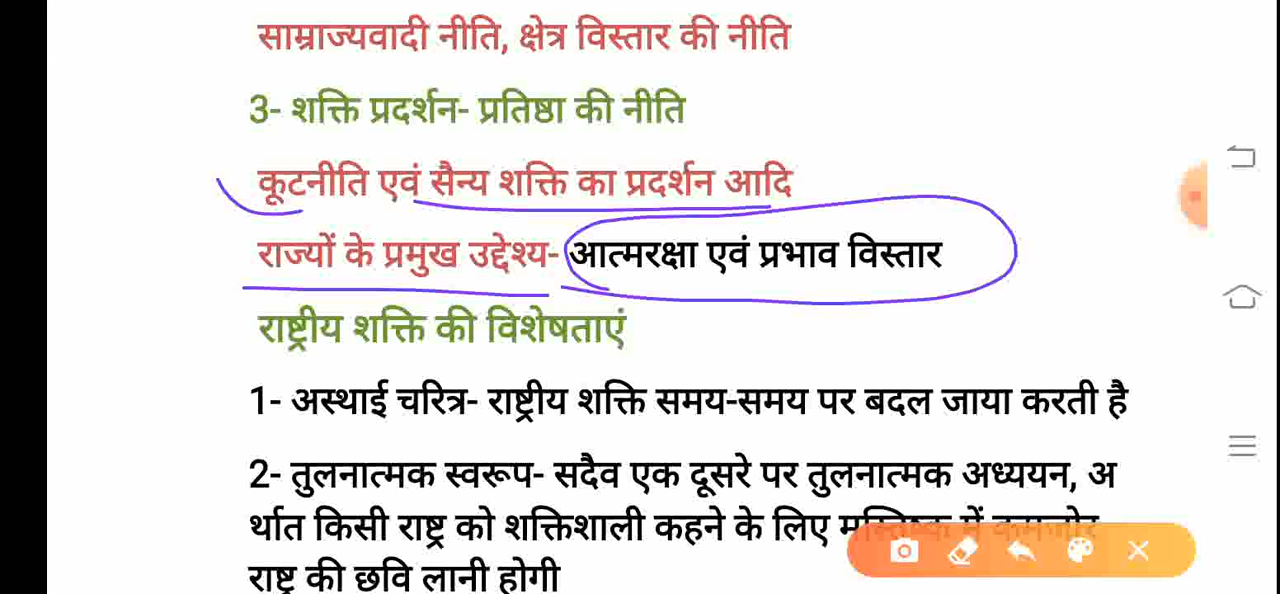 साम्राज्यवादी नीति, क्षेत्र विस्तार की नीति
3- शक्ति प्रदर्शन- प्रतिष्ठा की नीति
कूटनीति एवं सैन्य शक्ति का प्रदर्शन आदि
राज्यों के प्रमुख उद्देश्य- आत्मरक्षा एवं प्रभाव विस्तार
राष्ट्रीय शक्ति की विशेषताएं
1- अस्थाई चरित्र- राष्ट्रीय शक्ति समय-समय पर बदल जाया करती है
2- तुलनात्मक स्वरूप- सदैव एक दूसरे पर तुलनात्मक अध्ययन, अ
र्थात किसी राष्ट्र को शक्तिशाली कहने के लिए मस्तिष्क में कमजोर
राष्ट्र की छवि लानी होगी